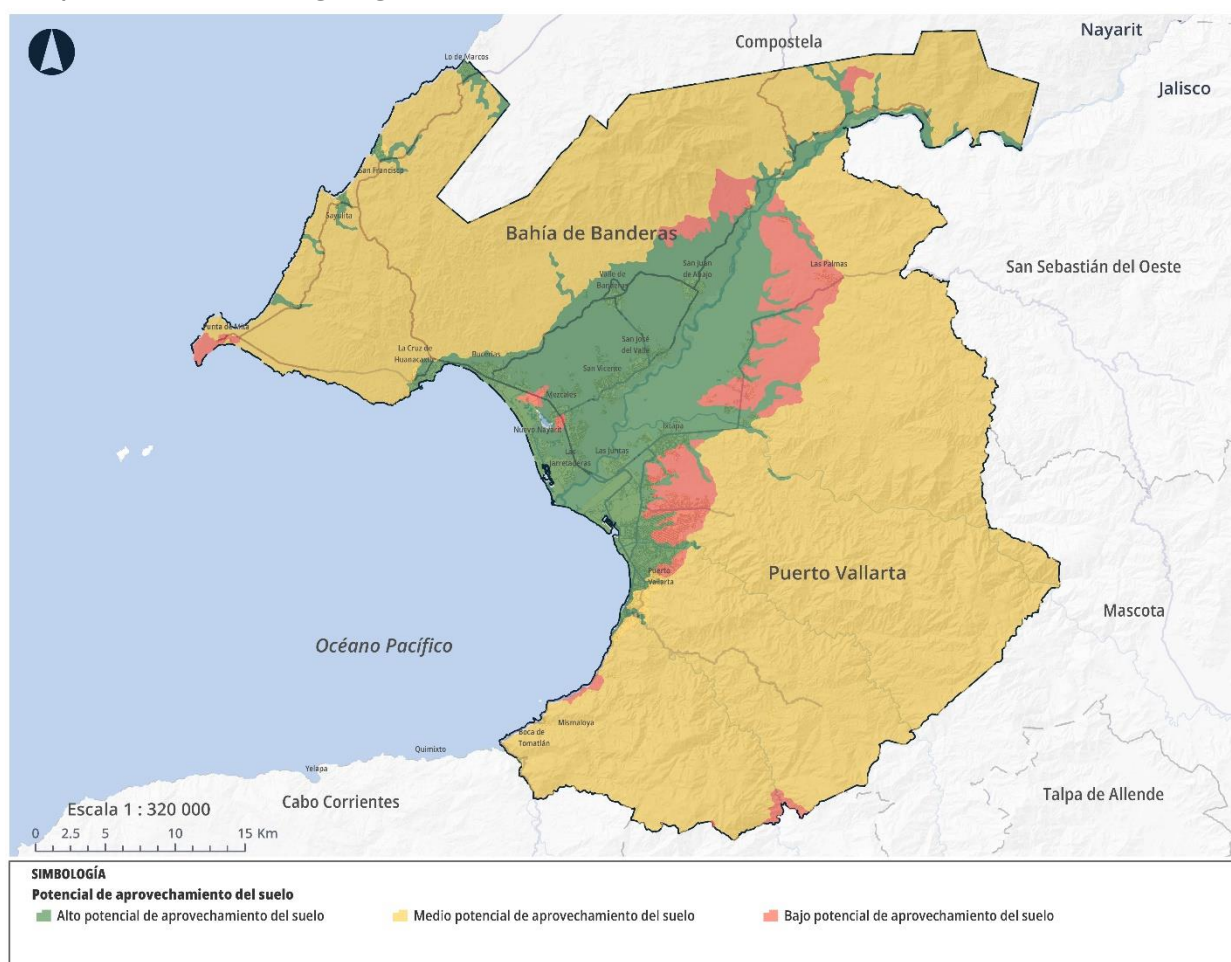 Compostela
Nayarit
Jalisco
Lo de Marcos
San Francisco
Sayulita
Bahía de Banderas
San Juan
de Abajo
Valle de
Banderas
Las Palmas
San Sebastián del Oeste
Punta de Mita
La Cruz de
Huanacaxtle
Bucerías
San José
del Valle
San Vicente
Mezcales
Nuevo Nayarit
Ixtapa
Las Juntas
Las
Jarretaderas
Puerto
Vallarta
Puerto Vallarta
Mascota
Océano Pacífico
Mismaloya
Boca de
Tomatlán
Quimixto
Yelapa
Cabo Corrientes
Talpa de Allende
Escala 1 : 320 000
0 2.5 5 10 15 Km
SIMBOLOGÍA
Potencial de aprovechamiento del suelo
Alto potencial de aprovechamiento del suelo
Medio potencial de aprovechamiento del suelo
Bajo potencial de aprovechamiento del suelo